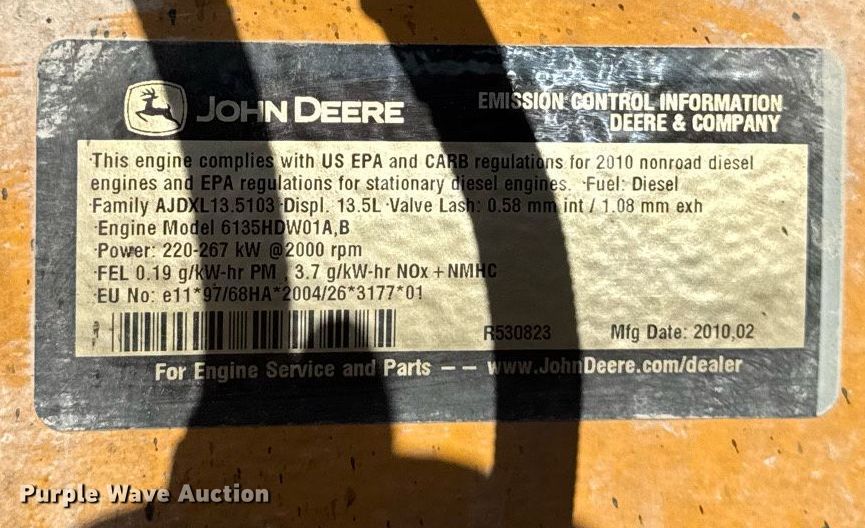 JOHN DEERE
EMISSION CONTROL INFORMATION
DEERE & COMPANY
·This engine complies with US EPA and CARB regulations for 2010 nonroad diesel
engines and EPA regulations for stationary diesel engines. ·Fuel: Diesel
·Family AJDXL13.5103 ·Displ. 13.5L ·Valve Lash: 0.58 mm int / 1.08 mm exh
·Engine Model 6135HDW01A,B
·Power: 220-267 kW @2000 rpm
·FEL 0.19 g/kW-hr PM , 3.7 g/kW-hr NOx + NMHC
·EU No: e11*97/68HA*2004/26*3177*01
R530823 Mfg Date: 2010,02
For Engine Service and Parts – – www.JohnDeere.com/dealer
Purple Wave Auction